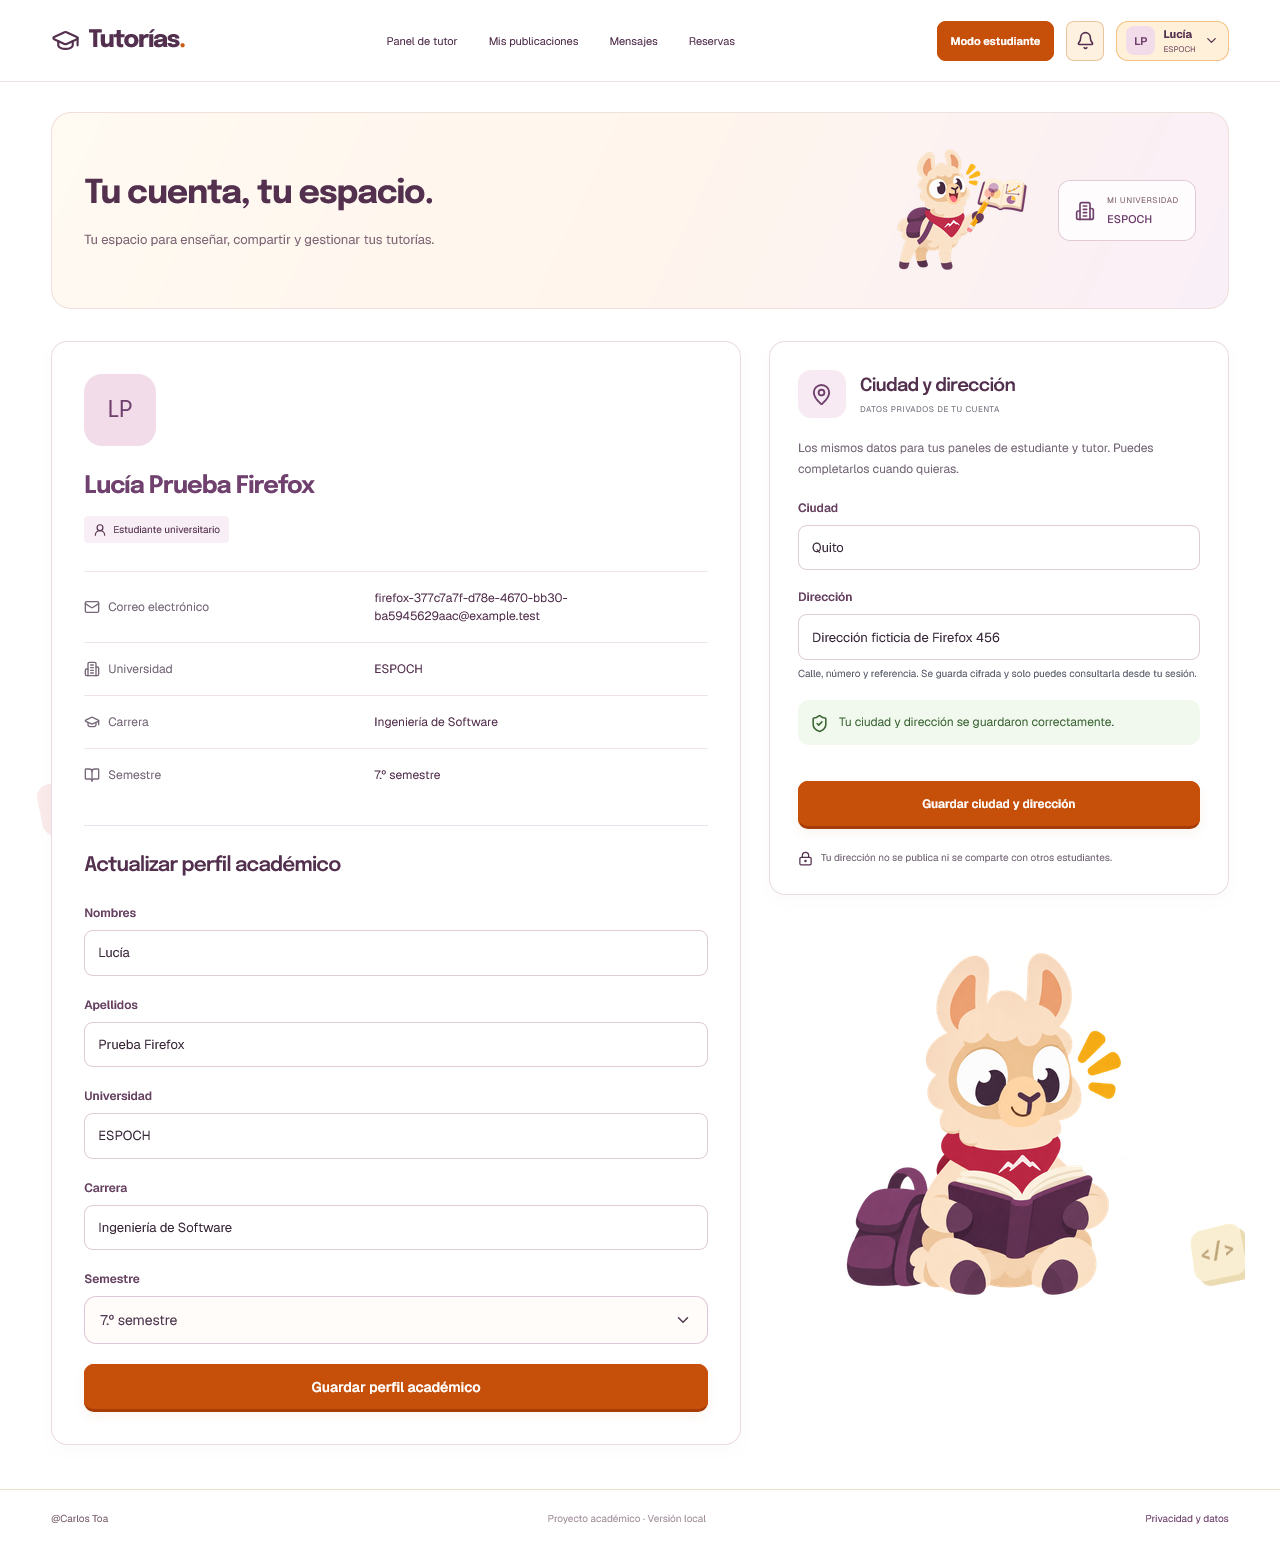 Tutorías.
Panel de tutor
Mis publicaciones
Mensajes
Reservas
Modo estudiante
LP
Lucía
ESPOCH
Tu cuenta, tu espacio.
Tu espacio para enseñar, compartir y gestionar tus tutorías.
MI UNIVERSIDAD
ESPOCH
LP
Lucía Prueba Firefox
Estudiante universitario
Correo electrónico
firefox-377c7a7f-d78e-4670-bb30-
ba5945629aac@example.test
Universidad
ESPOCH
Carrera
Ingeniería de Software
Semestre
7.º semestre
Actualizar perfil académico
Nombres
Lucía
Apellidos
Prueba Firefox
Universidad
ESPOCH
Carrera
Ingeniería de Software
Semestre
7.º semestre
Guardar perfil académico
Ciudad y dirección
DATOS PRIVADOS DE TU CUENTA
Los mismos datos para tus paneles de estudiante y tutor. Puedes
completarlos cuando quieras.
Ciudad
Quito
Dirección
Dirección ficticia de Firefox 456
Calle, número y referencia. Se guarda cifrada y solo puedes consultarla desde tu sesión.
Tu ciudad y dirección se guardaron correctamente.
Guardar ciudad y dirección
Tu dirección no se publica ni se comparte con otros estudiantes.
</>
@Carlos Toa
Proyecto académico · Versión local
Privacidad y datos